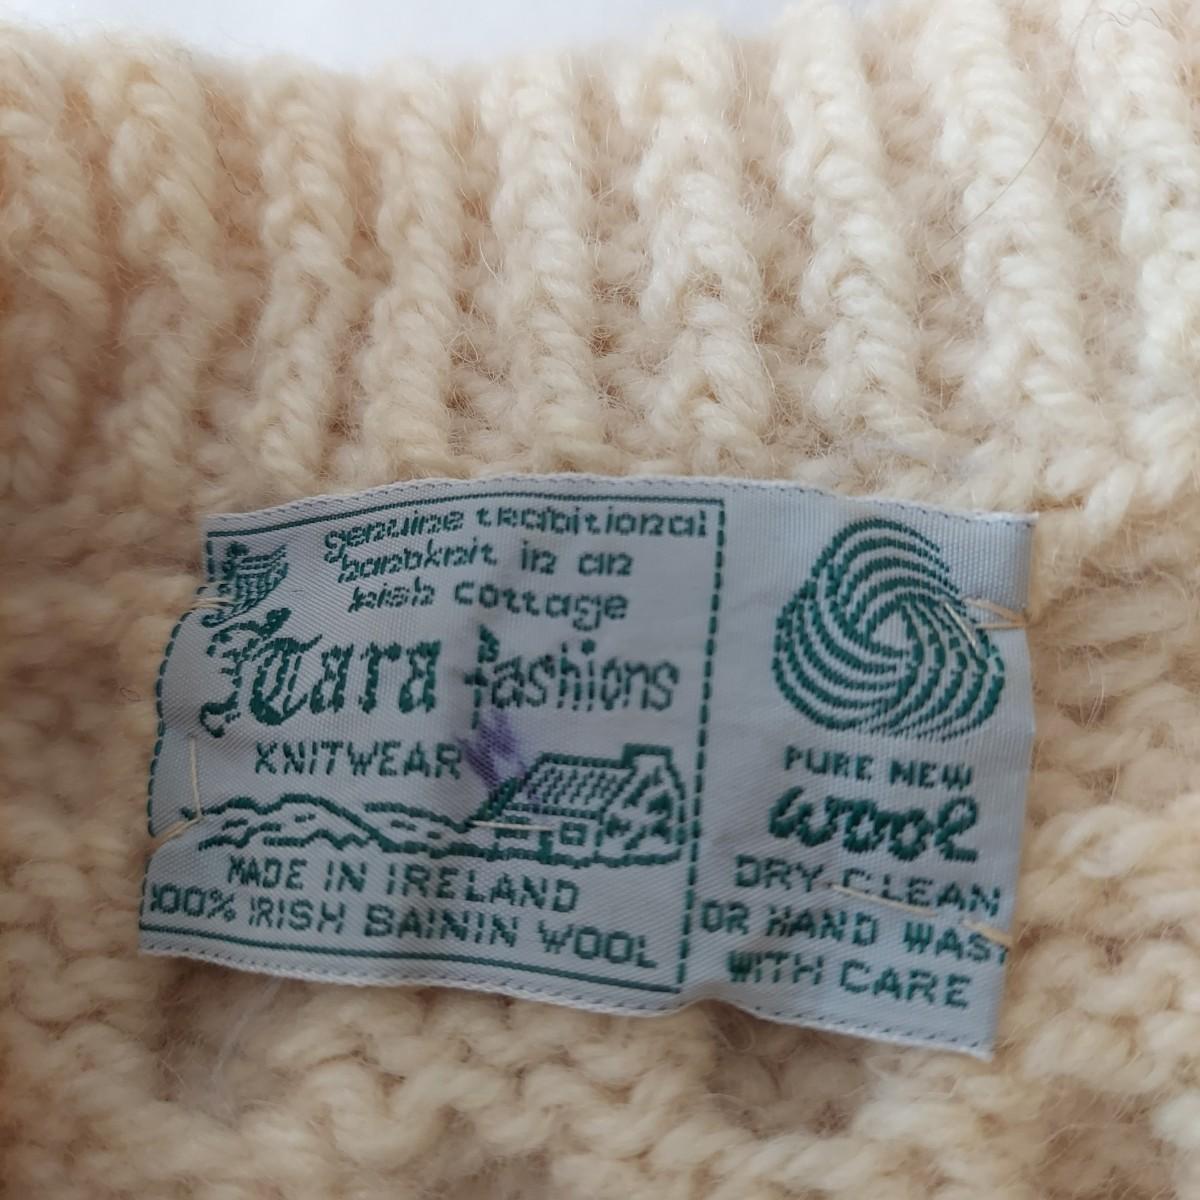 genuine traditional
handknit in an
Irish cottage
Tara Fashions
KNITWEAR
MADE IN IRELAND
100% IRISH BAININ WOOL
PURE NEW
WOOL
DRY CLEAN
OR HAND WASH
WITH CARE